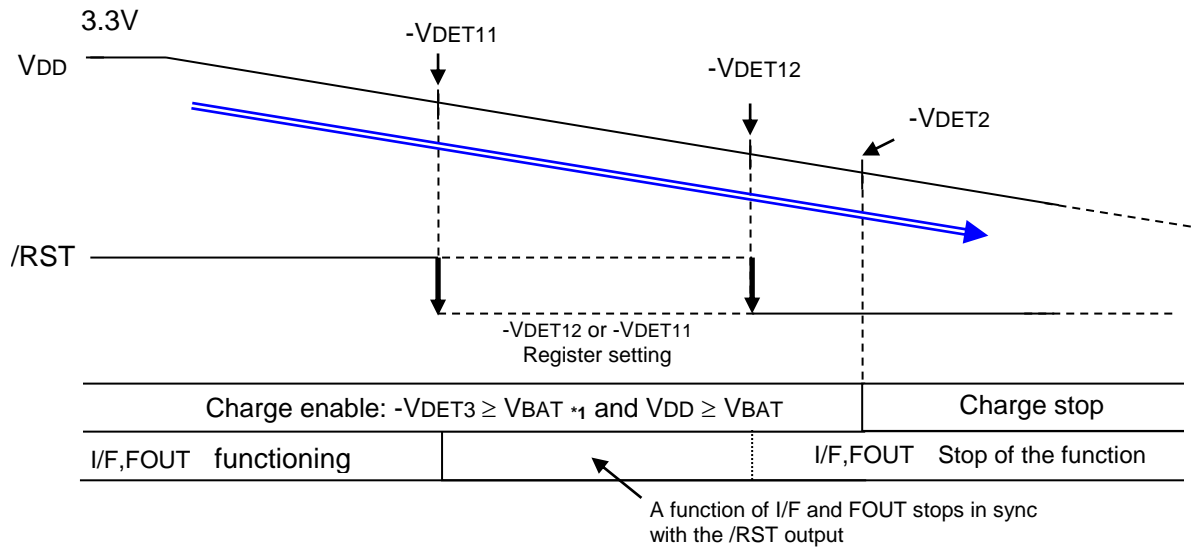 3.3V
-VDET11
VDD
-VDET12
-VDET2
/RST
-VDET12 or -VDET11
Register setting
Charge enable: -VDET3 ≥ VBAT *1 and VDD ≥ VBAT
Charge stop
I/F,FOUT functioning
I/F,FOUT Stop of the function
A function of I/F and FOUT stops in sync
with the /RST output